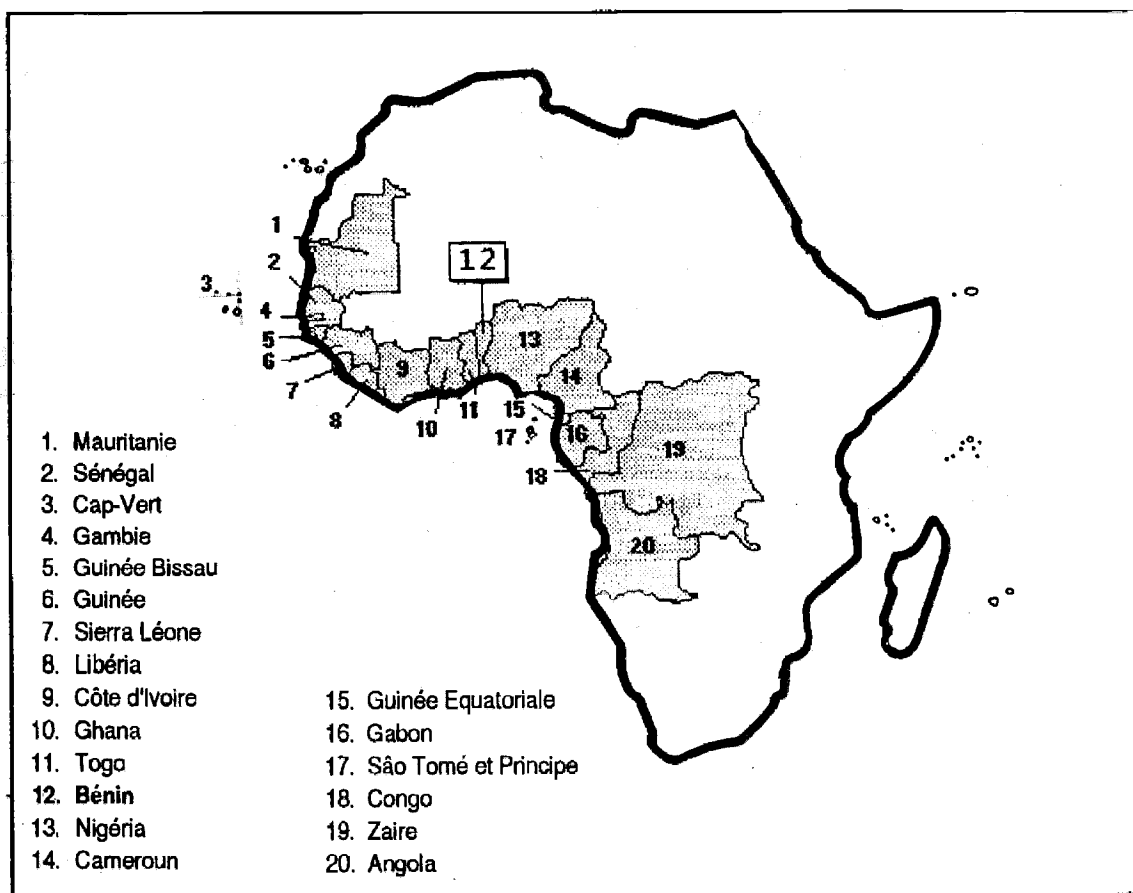 1
2
3.
4
5
6
7
8
9
10
11
12
13
14
15
16
17
18
19
20
1. Mauritanie
2. Sénégal
3. Cap-Vert
4. Gambie
5. Guinée Bissau
6. Guinée
7. Sierra Léone
8. Libéria
9. Côte d'Ivoire
10. Ghana
11. Togo
12. Bénin
13. Nigéria
14. Cameroun
15. Guinée Equatoriale
16. Gabon
17. Sâo Tomé et Principe
18. Congo
19. Zaire
20. Angola